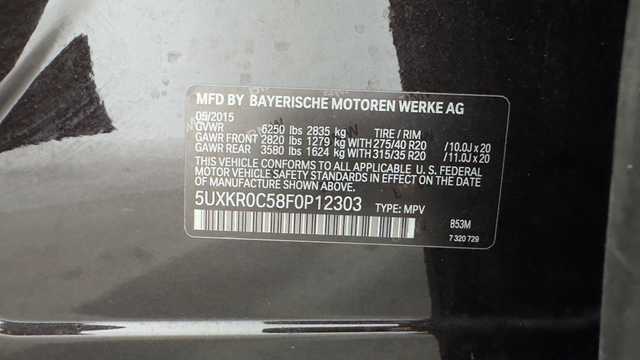 MFD BY BAYERISCHE MOTOREN WERKE AG
05/2015
GVWR 6250 lbs 2835 kg TIRE / RIM
GAWR FRONT 2820 lbs 1279 kg WITH 275/40 R20 /10.0J x 20
GAWR REAR 3580 lbs 1624 kg WITH 315/35 R20 /11.0J x 20
THIS VEHICLE CONFORMS TO ALL APPLICABLE U. S. FEDERAL
MOTOR VEHICLE SAFETY STANDARDS IN EFFECT ON THE
DATE OF MANUFACTURE SHOWN ABOVE.
5UXKR0C58F0P12303 TYPE: MPV
B53M
7 320 729